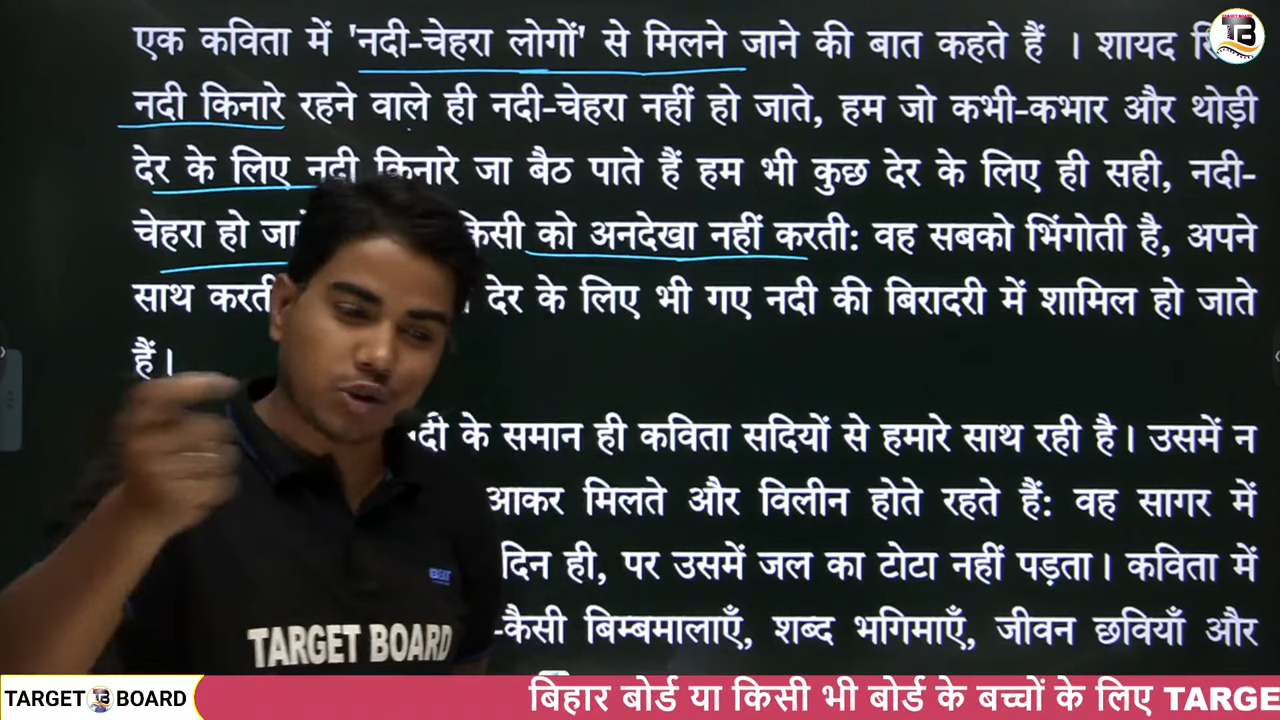 एक कविता में 'नदी-चेहरा लोगों' से मिलने जाने की बात कहते हैं । शायद
नदी किनारे रहने वाले ही नदी-चेहरा नहीं हो जाते, हम जो कभी-कभार और थोड़ी
देर के लिए नदी किनारे जा बैठ पाते हैं हम भी कुछ देर के लिए ही सही, नदी-
चेहरा हो किसी को अनदेखा नहीं करती: वह सबको भिंगोती है, अपने
साथ देर के लिए भी गए नदी की बिरादरी में शामिल हो जाते
हैं।
के समान ही कविता सदियों से हमारे साथ रही है। उसमें न
आकर मिलते और विलीन होते रहते हैं: वह सागर में
दिन ही, पर उसमें जल का टोटा नहीं पड़ता। कविता में
-कैसी बिम्बमालाएँ, शब्द भगिमाएँ, जीवन छवियाँ और
TARGET BOARD
TARGET BOARD
बिहार बोर्ड या किसी भी बोर्ड के बच्चों के लिए TARGE
TB